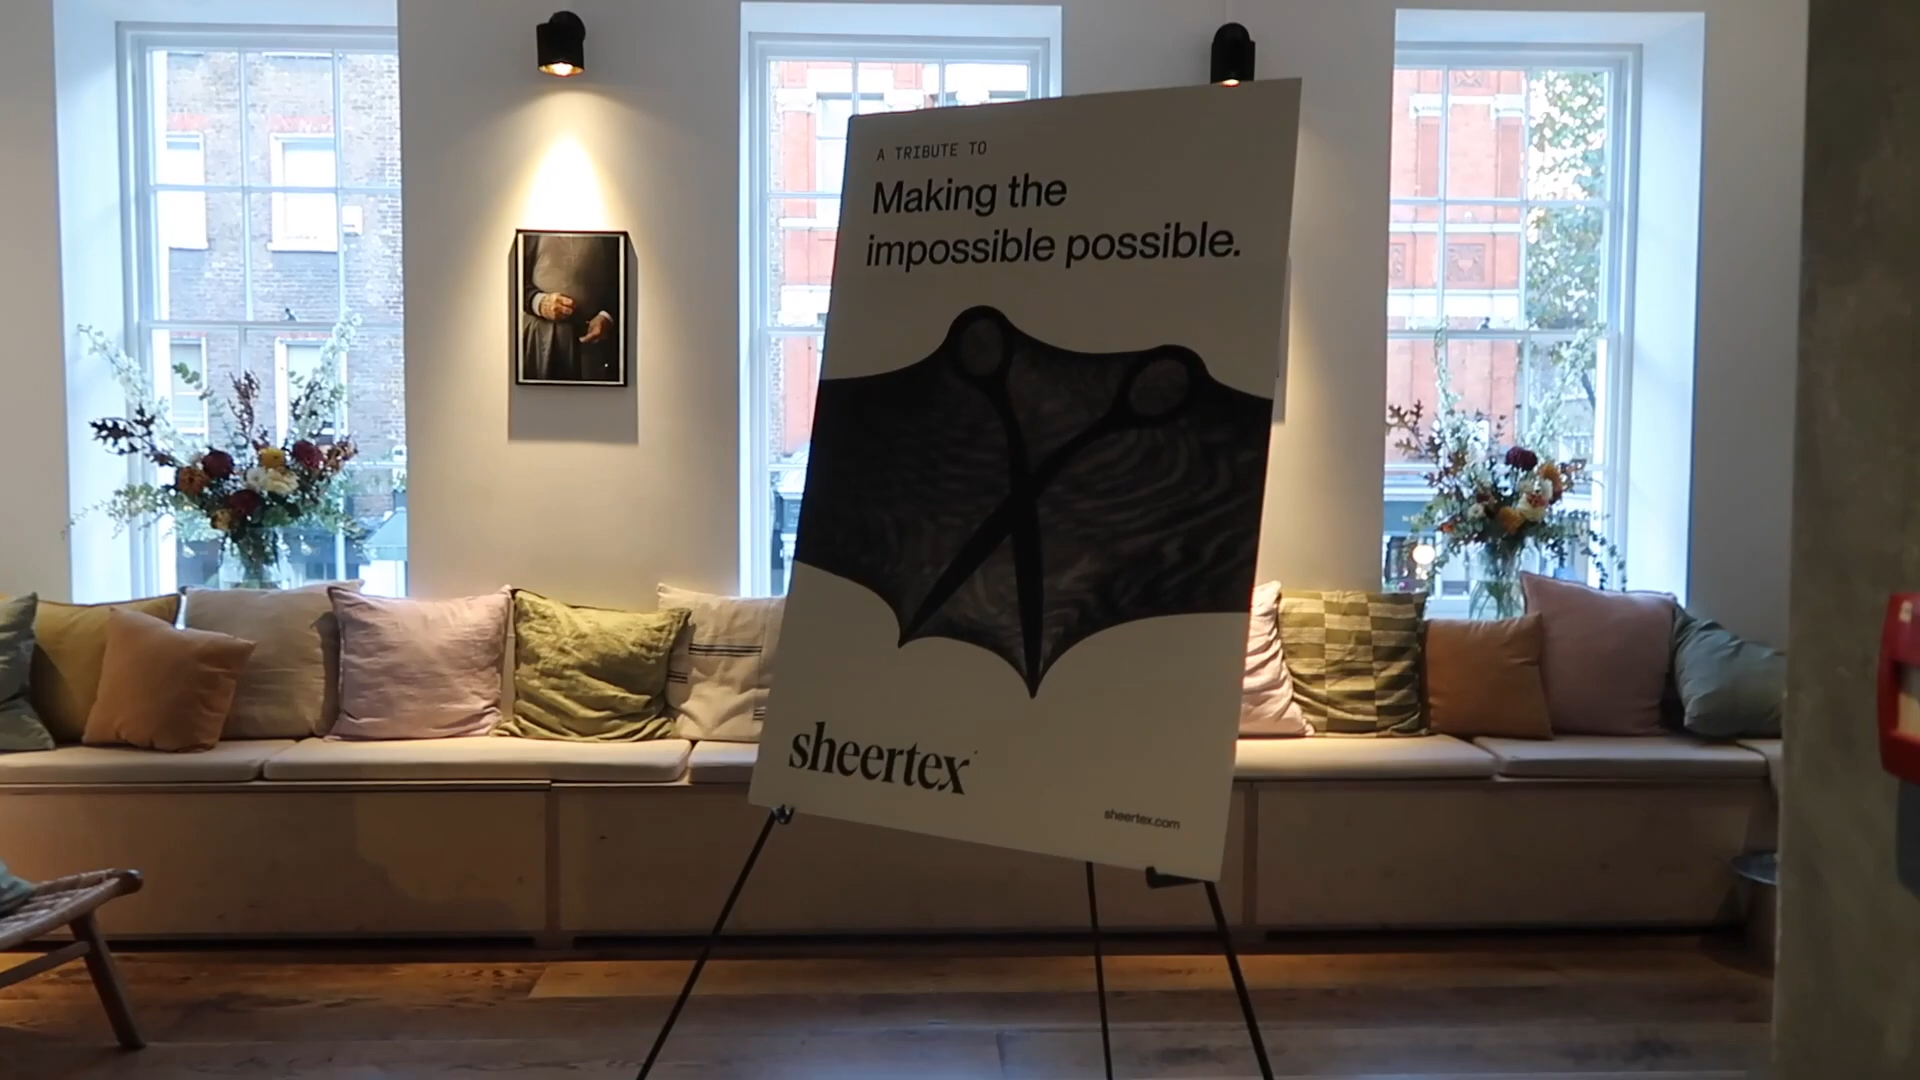 A TRIBUTE TO
Making the
impossible possible.
sheertex
sheertex.com